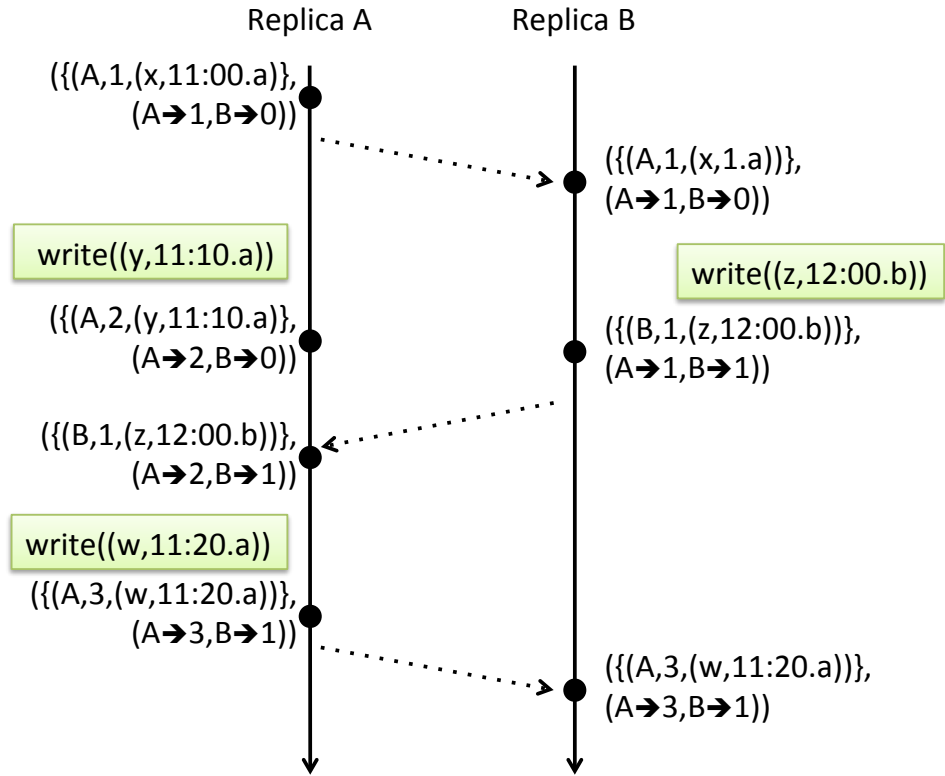 Replica A
Replica B
({(A,1,(x,11:00.a)},
(A➔1,B➔0))
({(A,1,(x,1.a))},
(A➔1,B➔0))
write((y,11:10.a))
write((z,12:00.b))
({(A,2,(y,11:10.a)},
(A➔2,B➔0))
({(B,1,(z,12:00.b))},
(A➔1,B➔1))
({(B,1,(z,12:00.b))},
(A➔2,B➔1))
write((w,11:20.a))
({(A,3,(w,11:20.a))},
(A➔3,B➔1))
({(A,3,(w,11:20.a))},
(A➔3,B➔1))